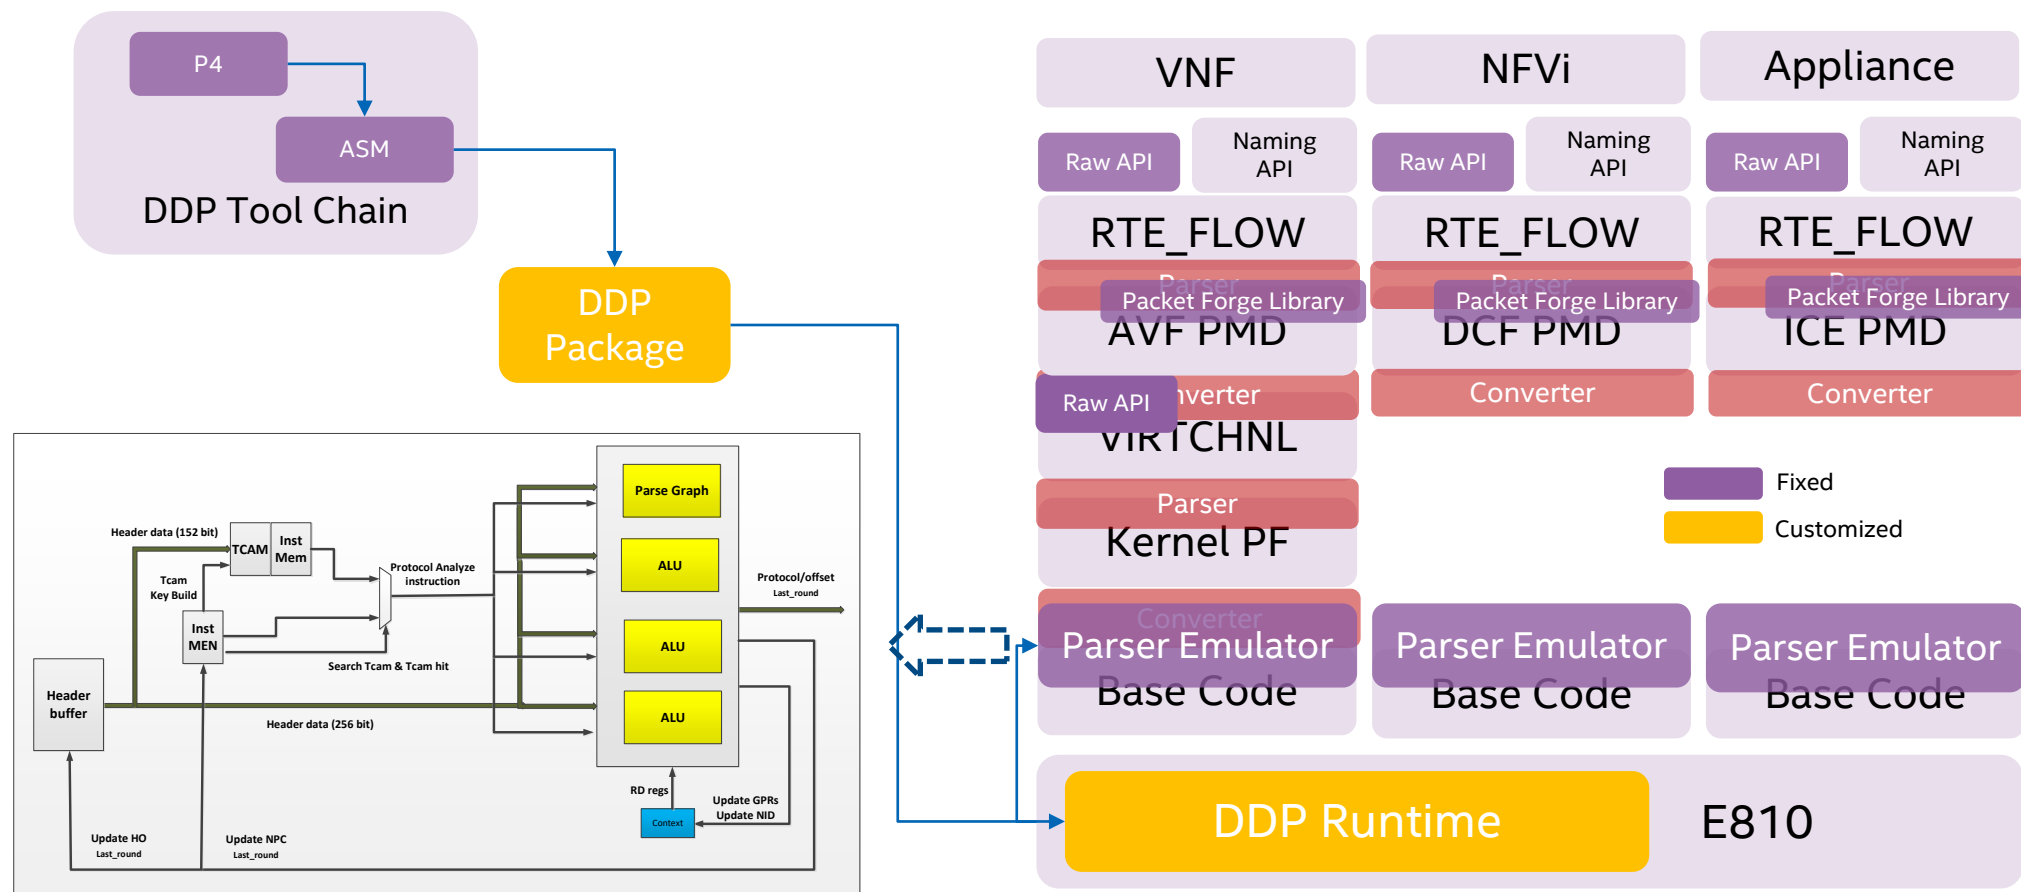 P4
ASM
DDP Tool Chain
DDP
Package
VNF
NFVi
Appliance
Raw API
Naming
API
Raw API
Naming
API
Raw API
Naming
API
RTE_FLOW
RTE_FLOW
RTE_FLOW
Parser
Parser
Parser
Packet Forge Library
Packet Forge Library
Packet Forge Library
AVF PMD
DCF PMD
ICE PMD
Raw API
nverter
Converter
Converter
VIRTCHNL
Parser
Kernel PF
Converter
Fixed
Customized
Parser Emulator
Parser Emulator
Parser Emulator
Base Code
Base Code
Base Code
DDP Runtime
E810
Header data (152 bit)
TCAM
Inst
Mem
Tcam
Key Build
Protocol Analyze
instruction
Inst
MEN
Search Tcam & Tcam hit
Header
buffer
Header data (256 bit)
Parse Graph
ALU
ALU
ALU
Protocol/offset
Last_round
RD regs
Context
Update GPRs
Update NID
Update HO
Last_round
Update NPC
Last_round